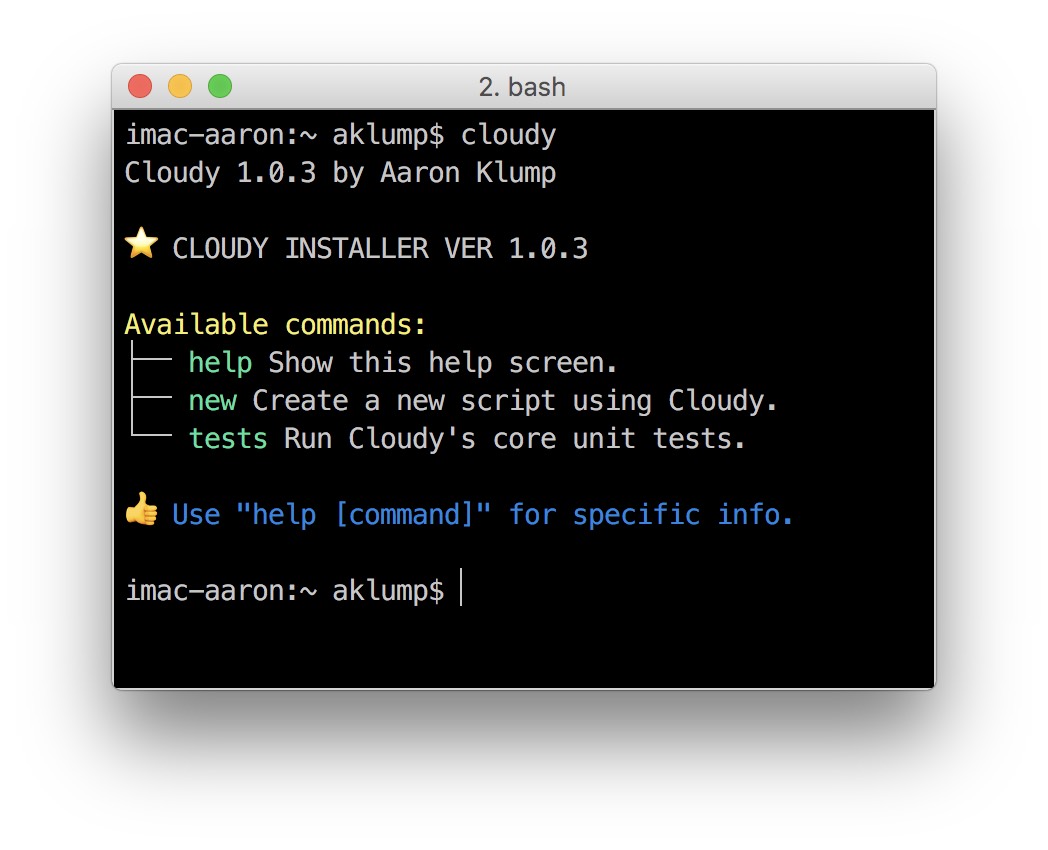 2. bash
imac-aaron:~ aklump$ cloudy
Cloudy 1.0.3 by Aaron Klump
⭐ CLOUDY INSTALLER VER 1.0.3
Available commands:
├── help Show this help screen.
├── new Create a new script using Cloudy.
└── tests Run Cloudy's core unit tests.
👍 Use "help [command]" for specific info.
imac-aaron:~ aklump$